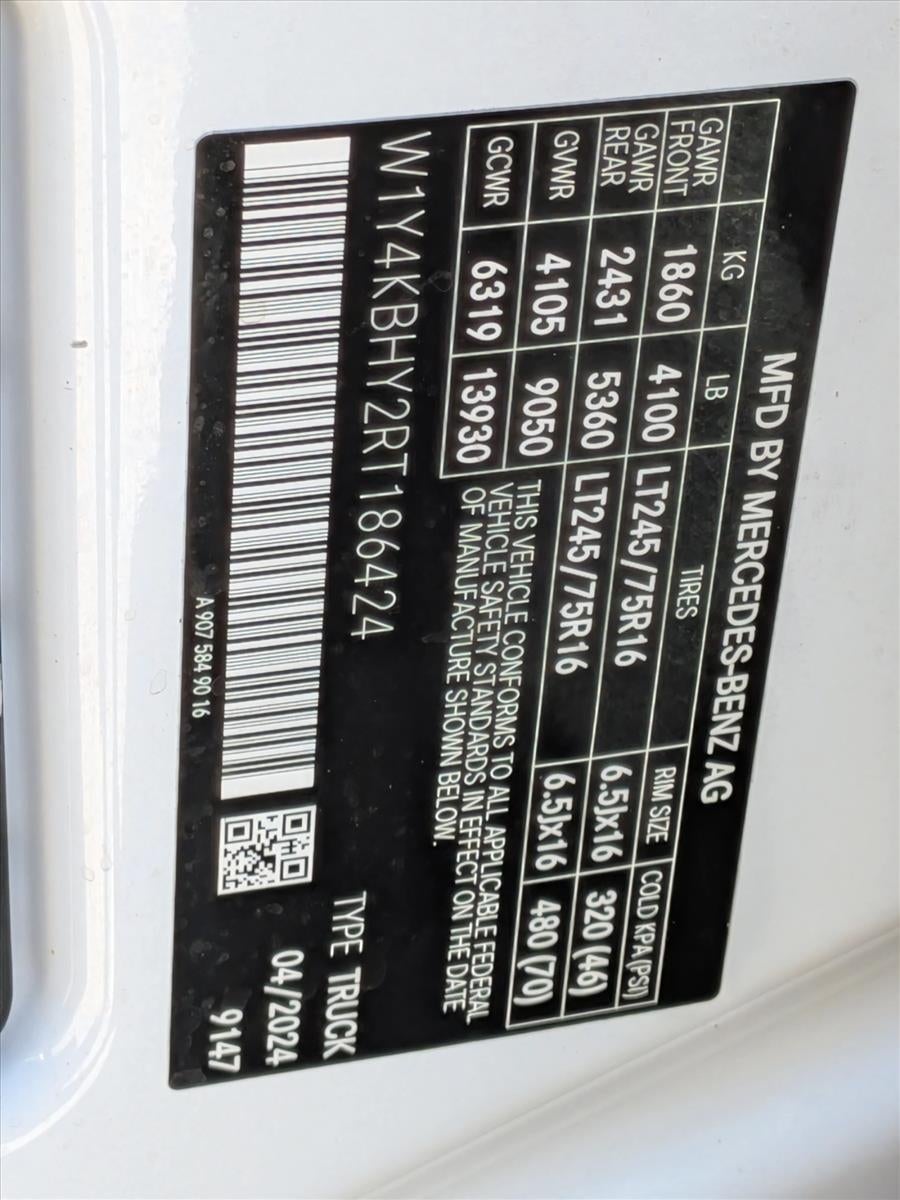 MFD BY MERCEDES-BENZ AG
KG LB TIRES RIM SIZE COLD KPA (PSI)
GAWR FRONT 1860 4100 LT245/75R16 6.5Jx16 320 (46)
GAWR REAR 2431 5360 LT245/75R16 6.5Jx16 480 (70)
GVWR 4105 9050
GCWR 6319 13930
THIS VEHICLE CONFORMS TO ALL APPLICABLE FEDERAL
VEHICLE SAFETY STANDARDS IN EFFECT ON THE DATE
OF MANUFACTURE SHOWN BELOW.
W1Y4KBHY2RT186424
TYPE TRUCK
04/2024
9147
A 907 584 90 16